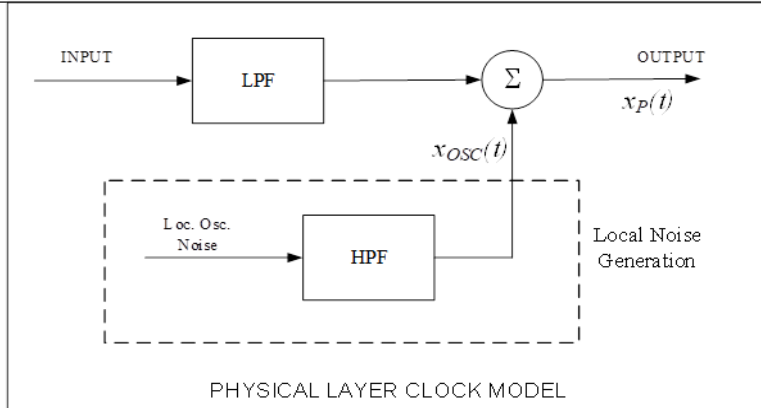 INPUT
LPF
Σ
OUTPUT
xP(t)
xOSC(t)
Loc. Osc.
Noise
HPF
Local Noise
Generation
PHYSICAL LAYER CLOCK MODEL